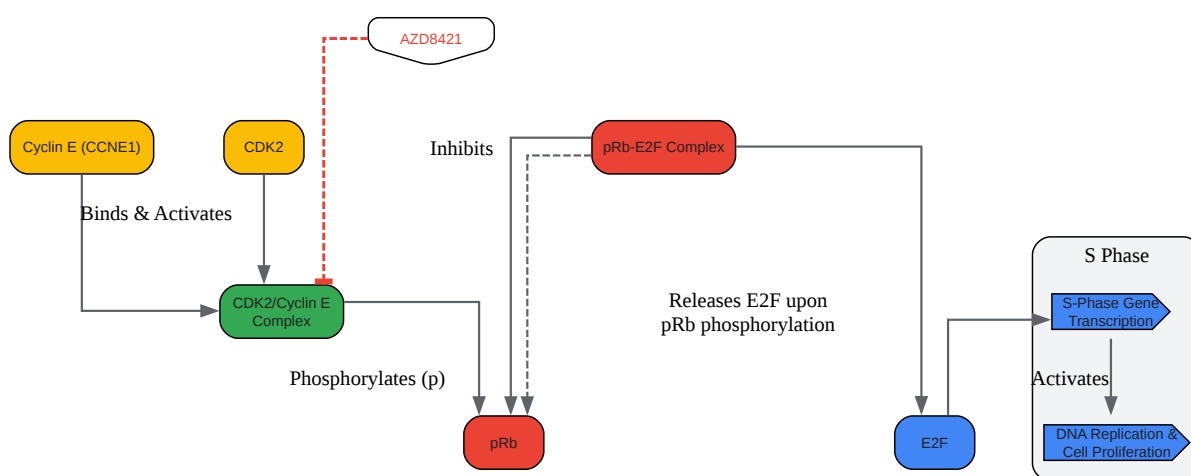 AZD8421
Cyclin E (CCNE1)
CDK2
Inhibits
pRb-E2F Complex
Binds & Activates
S Phase
CDK2/Cyclin E
Complex
Releases E2F upon
pRb phosphorylation
S-Phase Gene
Transcription
Phosphorylates (p)
Activates
pRb
E2F
DNA Replication &
Cell Proliferation